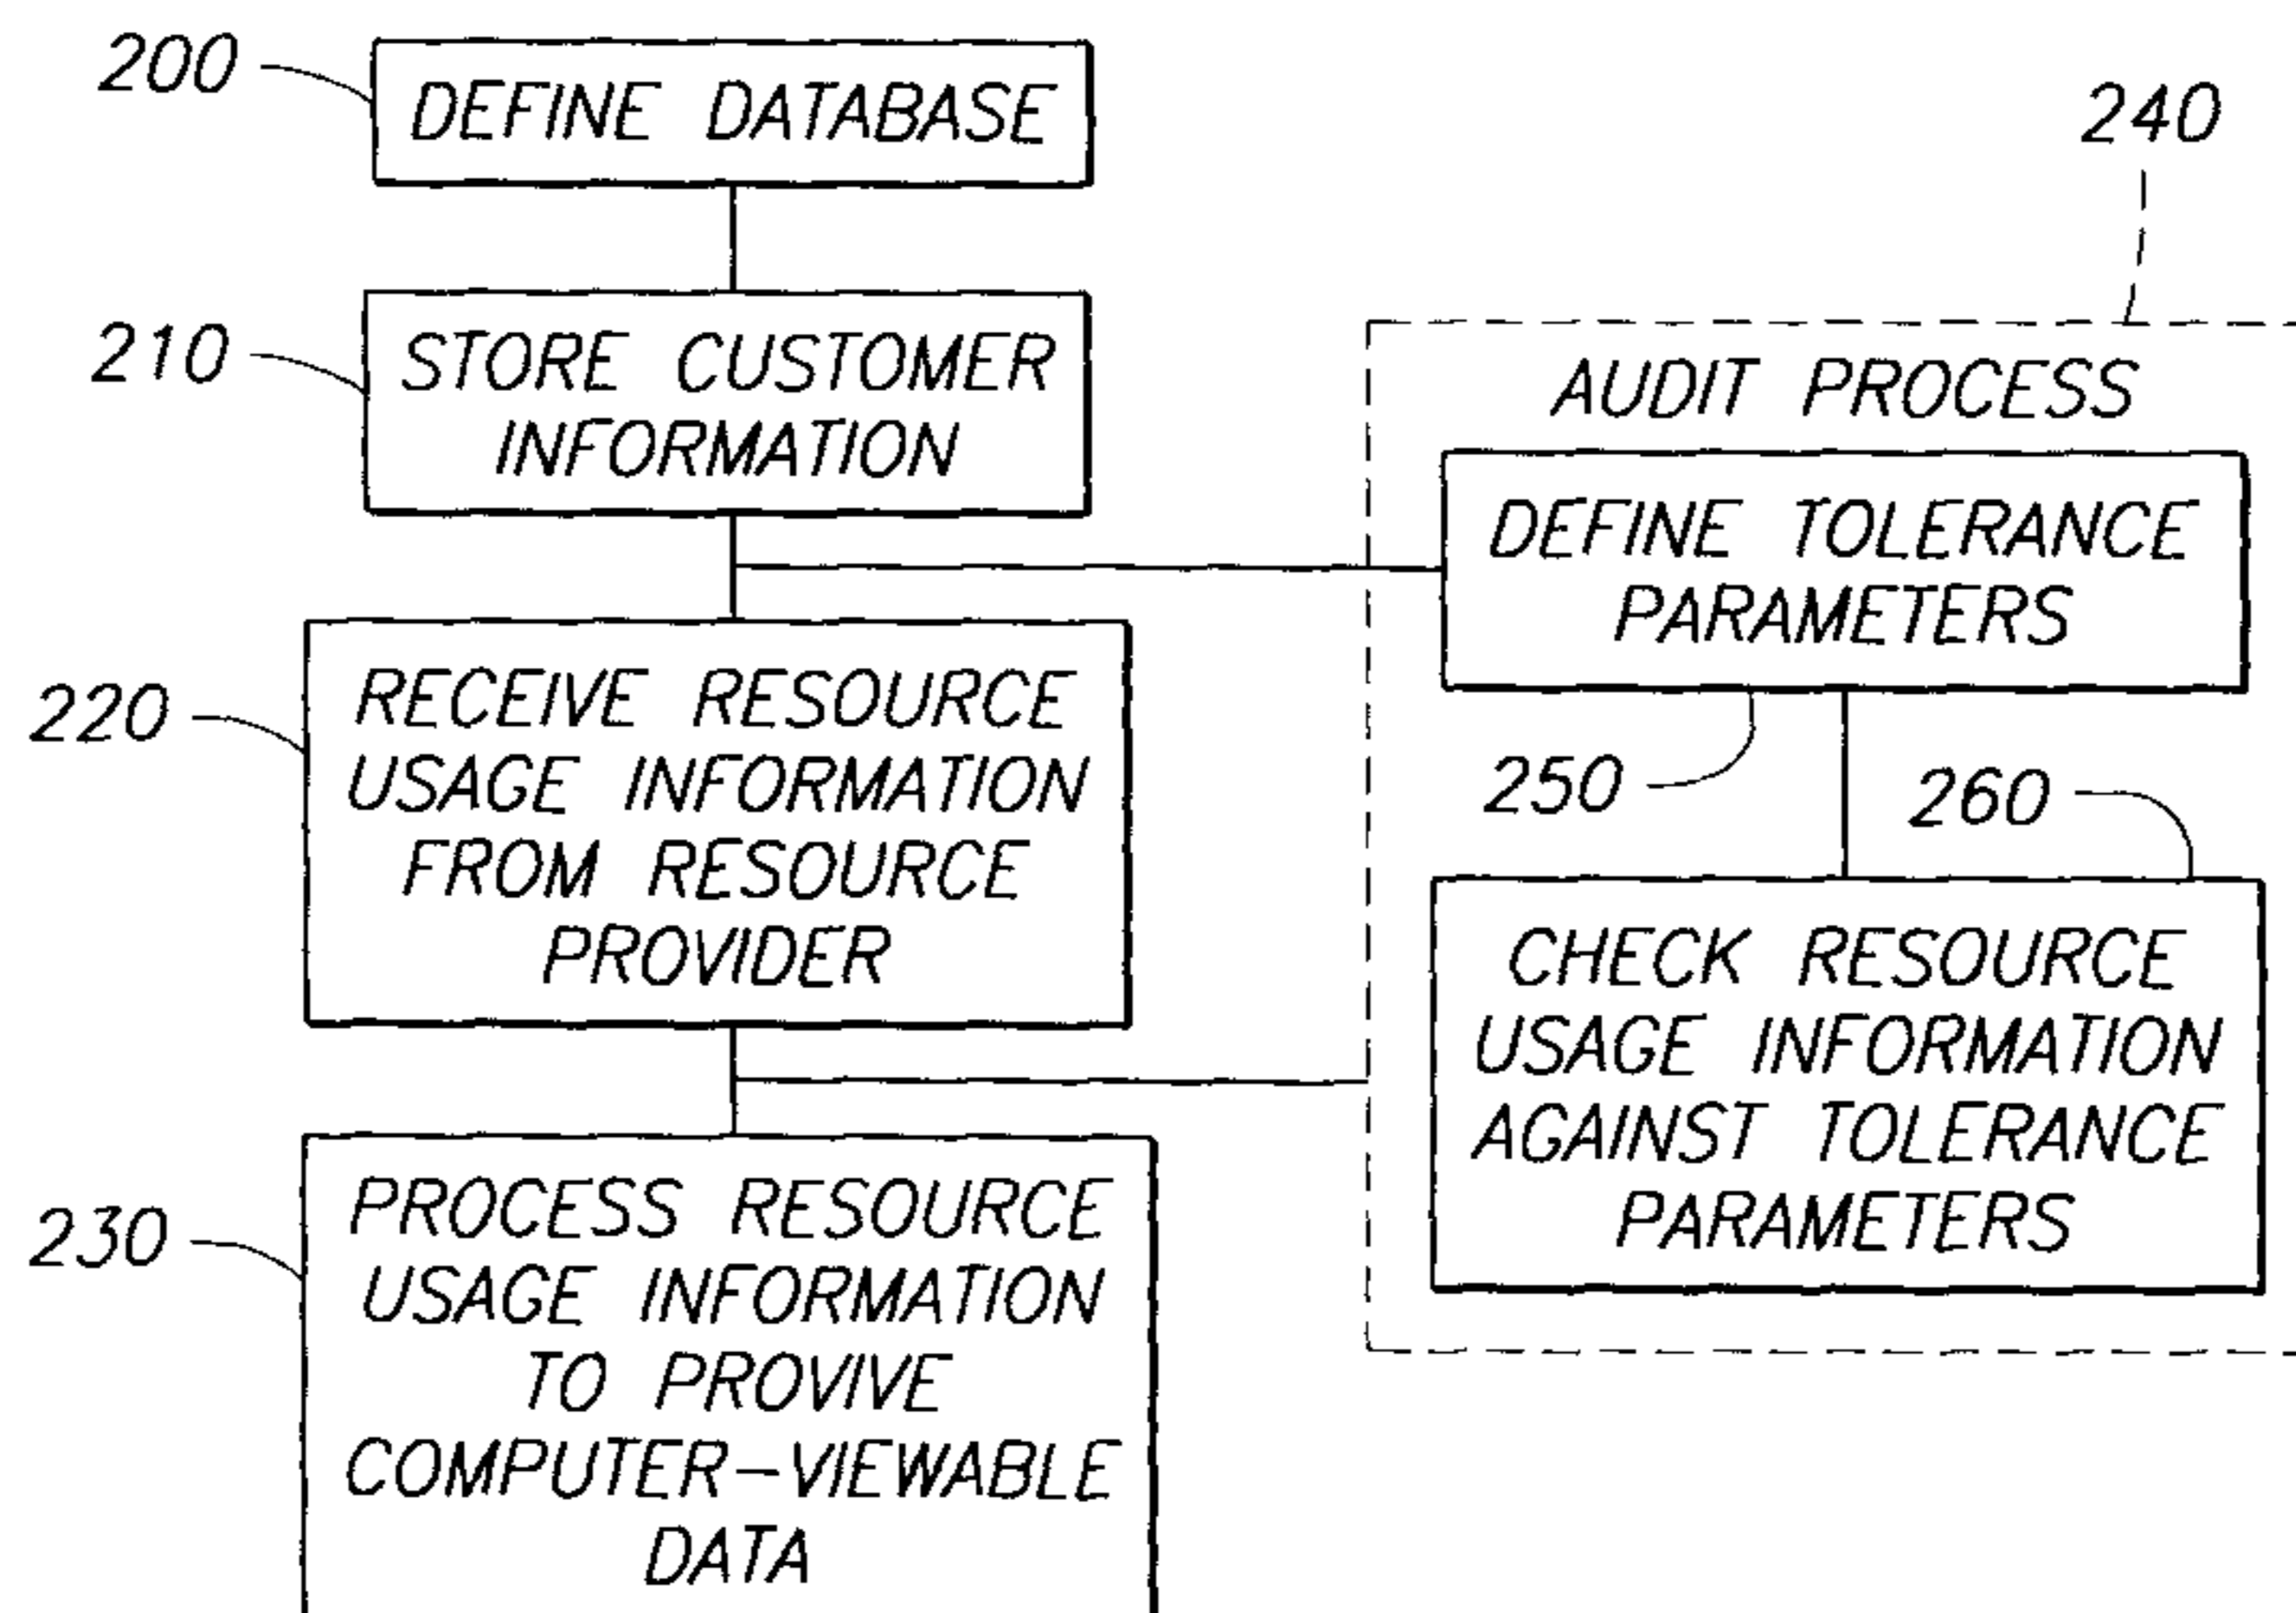 200
DEFINE DATABASE
210
STORE CUSTOMER
INFORMATION
220
RECEIVE RESOURCE
USAGE INFORMATION
FROM RESOURCE
PROVIDER
230
PROCESS RESOURCE
USAGE INFORMATION
TO PROVIVE
COMPUTER-VIEWABLE
DATA
240
AUDIT PROCESS
DEFINE TOLERANCE
PARAMETERS
250
260
CHECK RESOURCE
USAGE INFORMATION
AGAINST TOLERANCE
PARAMETERS